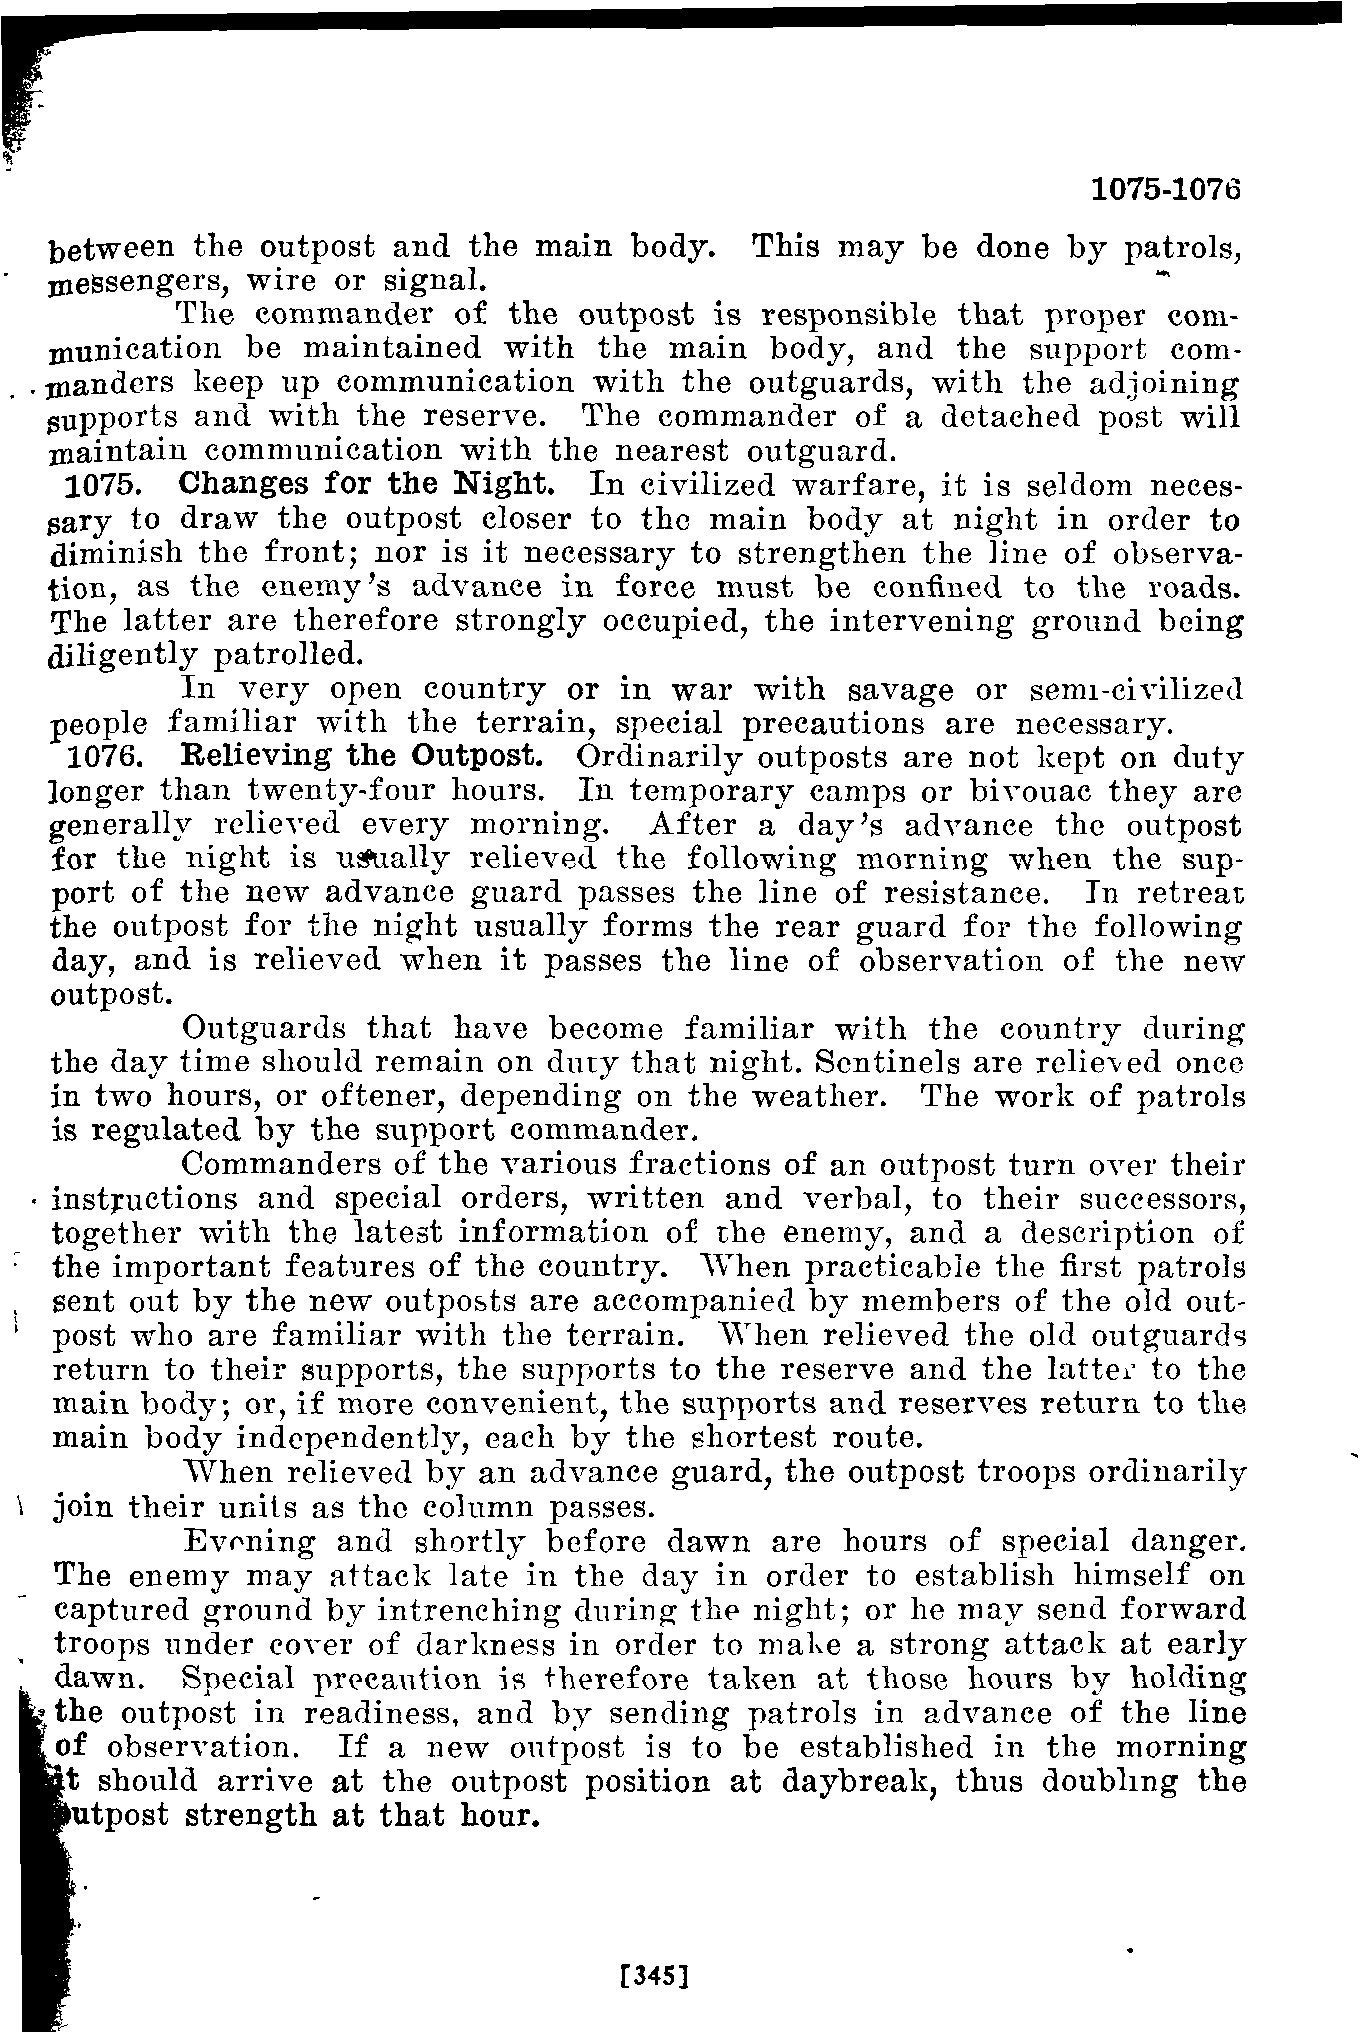 1075-1076
between the outpost and the main body. This may be done by patrols,
messengers, wire or signal.
The commander of the outpost is responsible that proper com-
munication be maintained with the main body, and the support com-
manders keep up communication with the outguards, with the adjoining
supports and with the reserve. The commander of a detached post will
maintain communication with the nearest outguard.
1075. Changes for the Night. In civilized warfare, it is seldom neces-
sary to draw the outpost closer to the main body at night in order to
diminish the front; nor is it necessary to strengthen the line of observa-
tion, as the enemy's advance in force must be confined to the roads.
The latter are therefore strongly occupied, the intervening ground being
diligently patrolled.
In very open country or in war with savage or semi-civilized
people familiar with the terrain, special precautions are necessary.
1076. Relieving the Outpost. Ordinarily outposts are not kept on duty
longer than twenty-four hours. In temporary camps or bivouac they are
generally relieved every morning. After a day's advance the outpost
for the night is usually relieved the following morning when the sup-
port of the new advance guard passes the line of resistance. In retreat
the outpost for the night usually forms the rear guard for the following
day, and is relieved when it passes the line of observation of the new
outpost.
Outguards that have become familiar with the country during
the day time should remain on duty that night. Sentinels are relieved once
in two hours, or oftener, depending on the weather. The work of patrols
is regulated by the support commander.
Commanders of the various fractions of an outpost turn over their
instructions and special orders, written and verbal, to their successors,
together with the latest information of the enemy, and a description of
the important features of the country. When practicable the first patrols
sent out by the new outposts are accompanied by members of the old out-
post who are familiar with the terrain. When relieved the old outguards
return to their supports, the supports to the reserve and the latter to the
main body; or, if more convenient, the supports and reserves return to the
main body independently, each by the shortest route.
When relieved by an advance guard, the outpost troops ordinarily
join their units as the column passes.
Evening and shortly before dawn are hours of special danger.
The enemy may attack late in the day in order to establish himself on
captured ground by intrenching during the night; or he may send forward
troops under cover of darkness in order to make a strong attack at early
dawn. Special precaution is therefore taken at those hours by holding
the outpost in readiness, and by sending patrols in advance of the line
of observation. If a new outpost is to be established in the morning
it should arrive at the outpost position at daybreak, thus doubling the
outpost strength at that hour.
[345]